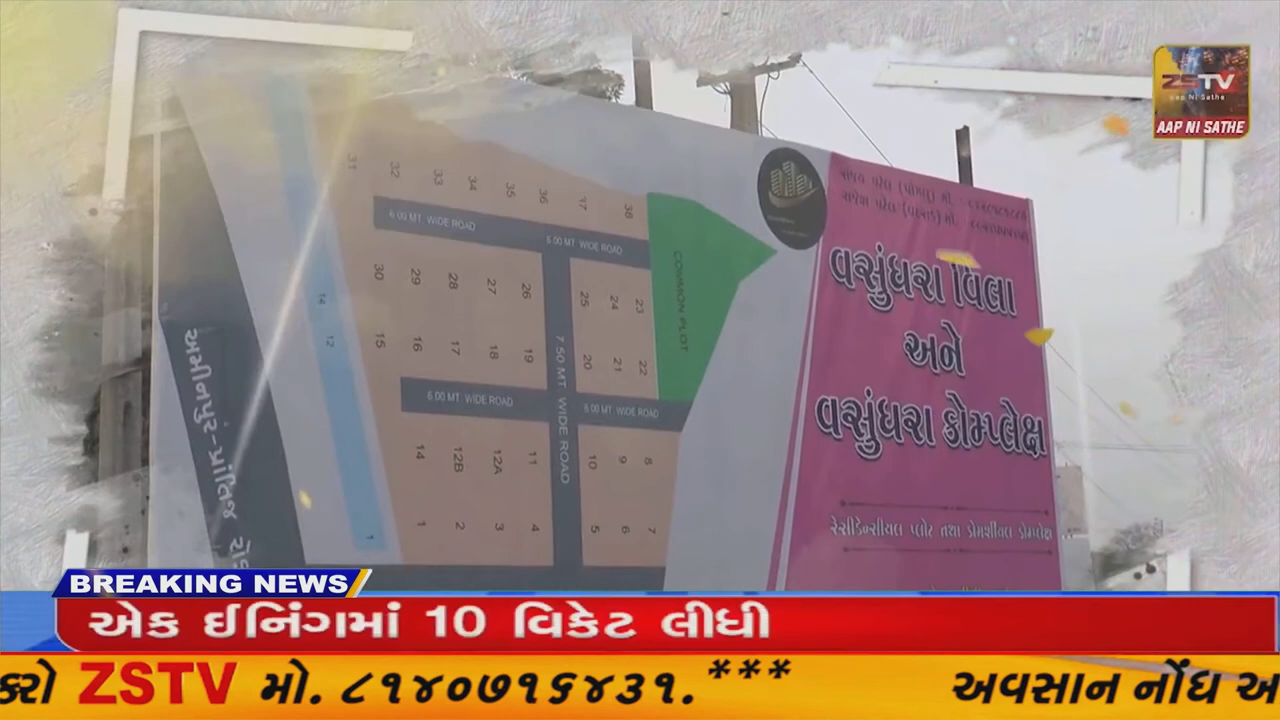 ZSTV
Aap Ni Sathe
AAP NI SATHE
31 32 33 34 35 36 37 38
6.00 MT. WIDE ROAD
6.00 MT. WIDE ROAD
COMMON PLOT
30 29 28 27 26
25 24 23
14
12
15 16 17 18 19
20 21 22
7.50 MT. WIDE ROAD
6.00 MT. WIDE ROAD
6.00 MT. WIDE ROAD
14 12B 12A 11
10 9 8
1 2 3 4
5 6 7
1
વસુંધરા વિલા
અને
વસુંધરા કોમ્પ્લેક્ષ
રેસીડેન્સીયલ પ્લોટ તથા કોમર્શીયલ કોમ્પ્લેક્ષ
BREAKING NEWS
એક ઈનિંગમાં 10 વિકેટ લીધી
ZSTV મો. ૮૧૪૦૭૧૬૪૩૧.*** અવસાન નોંધ અ